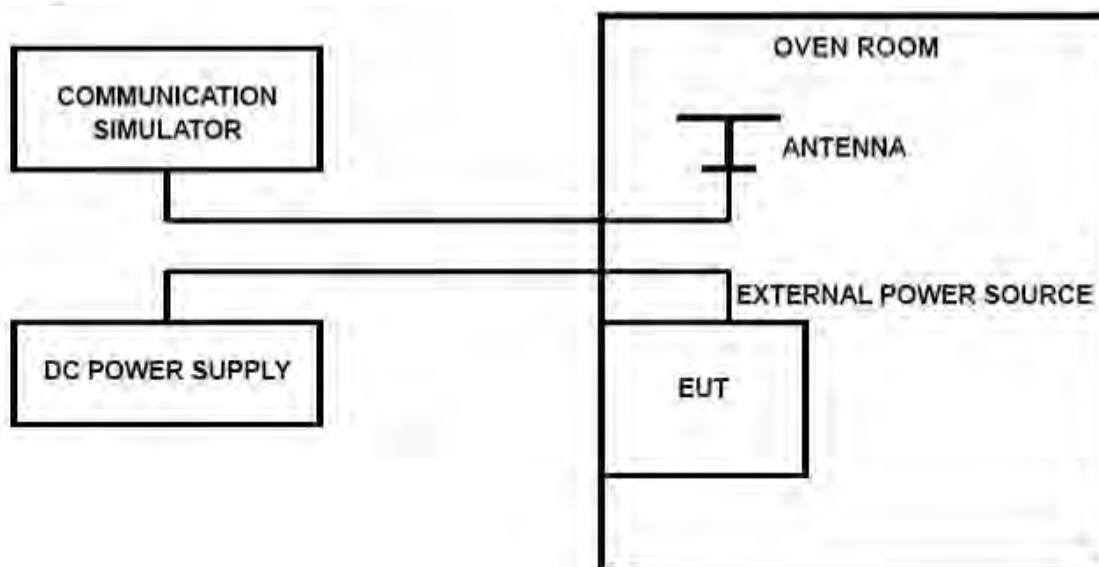 COMMUNICATION
SIMULATOR
OVEN ROOM
ANTENNA
EXTERNAL POWER SOURCE
DC POWER SUPPLY
EUT